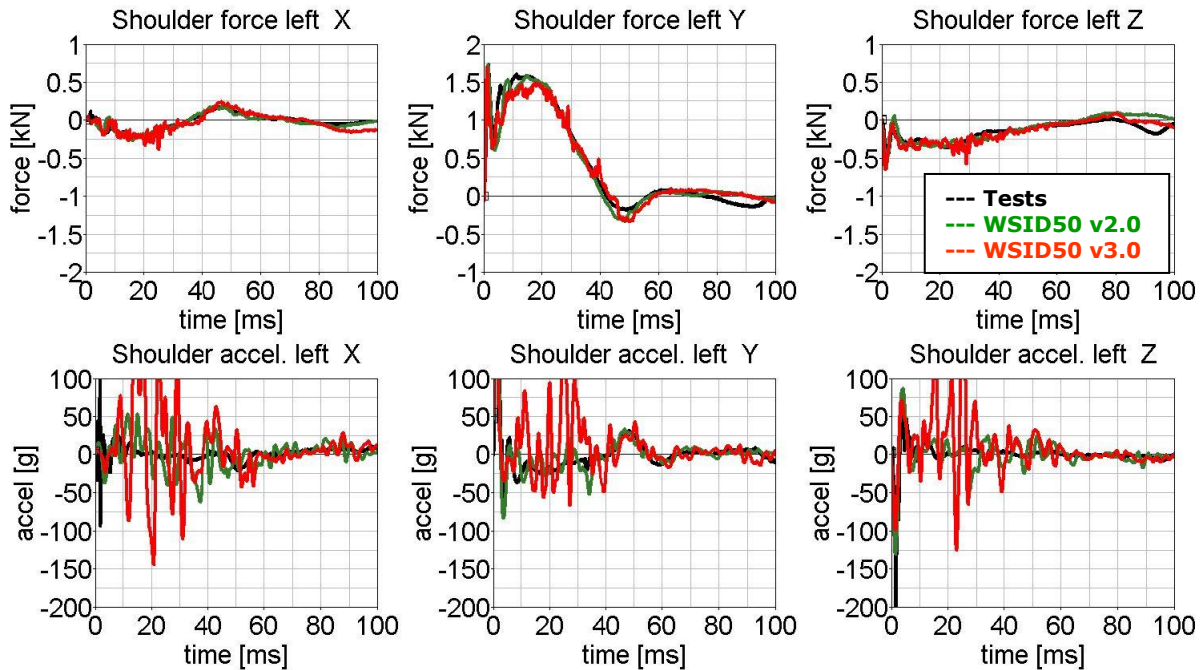 Shoulder force left X
Shoulder force left Y
Shoulder force left Z
1
0.5
0
-0.5
-1
-1.5
-2
force [kN]
0 20 40 60 80 100
time [ms]
2
1.5
1
0.5
0
-0.5
-1
force [kN]
0 20 40 60 80 100
time [ms]
1
0.5
0
-0.5
-1
-1.5
-2
force [kN]
0 20 40 60 80 100
time [ms]
--- Tests
--- WSID50 v2.0
--- WSID50 v3.0
Shoulder accel. left X
Shoulder accel. left Y
Shoulder accel. left Z
100
50
0
-50
-100
-150
-200
accel [g]
0 20 40 60 80 100
time [ms]
100
50
0
-50
-100
-150
-200
accel [g]
0 20 40 60 80 100
time [ms]
100
50
0
-50
-100
-150
-200
accel [g]
0 20 40 60 80 100
time [ms]